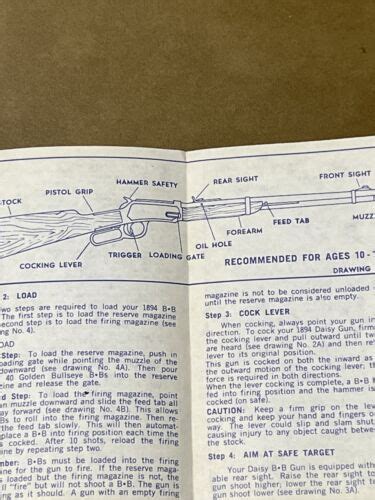 HAMMER SAFETY
REAR SIGHT
FRONT SIGHT
PISTOL GRIP
STOCK
MUZZ
FEED TAB
FOREARM
OIL HOLE
TRIGGER LOADING GATE
COCKING LEVER
RECOMMENDED FOR AGES 10-
DRAWING
2: LOAD
Two steps are required to load your 1894 B•B
The first step is to load the reserve magazine
second step is to load the firing magazine (see
ng No. 4).
OAD
Step: To load the reserve magazine, push in
loading gate while pointing the muzzle of the
downward (see drawing No. 4A). Then pour
40 Golden Bullseye B•Bs into the reserve
zine and release the gate.
d Step: To load the firing magazine, point
un muzzle downward and slide the feed tab all
ay forward (see drawing No. 4B). This allows
Bs to roll into the firing magazine. Then re-
the feed tab slowly. This will then automat-
place a B•B into firing position each time the
s cocked. After 10 shots, reload the firing
ine by repeating step two.
mber: B•Bs must be loaded into the firing
ine for the gun to fire. If the reserve maga-
s loaded but the firing magazine is not, the
ill "fire" but will not shoot a B•B. The gun is
ng as it should. A gun with an empty firing
magazine is not to be considered unloaded
until the reserve magazine is also empty.
Step 3: COCK LEVER
When cocking, always point your gun in
direction. To cock your 1894 Daisy Gun, firmly
the cocking lever and pull outward until two
are heard (see drawing No. 2A) and then
lever to its original position.
This gun is cocked on both the inward as
the outward motion of the cocking lever; th
force is required in both directions.
When the lever cocking is complete, a B•B
fed into firing position and the hammer is
cocked (on safe).
CAUTION: Keep a firm grip on the lever
cocking and keep your hand and fingers o
way. The lever could slip and slam shut
causing injury to any object caught betwee
the stock.
Step 4: AIM AT SAFE TARGET
Your Daisy B•B Gun is equipped with
able rear sight. Raise the rear sight to ma
gun shoot higher; lower the rear sight to